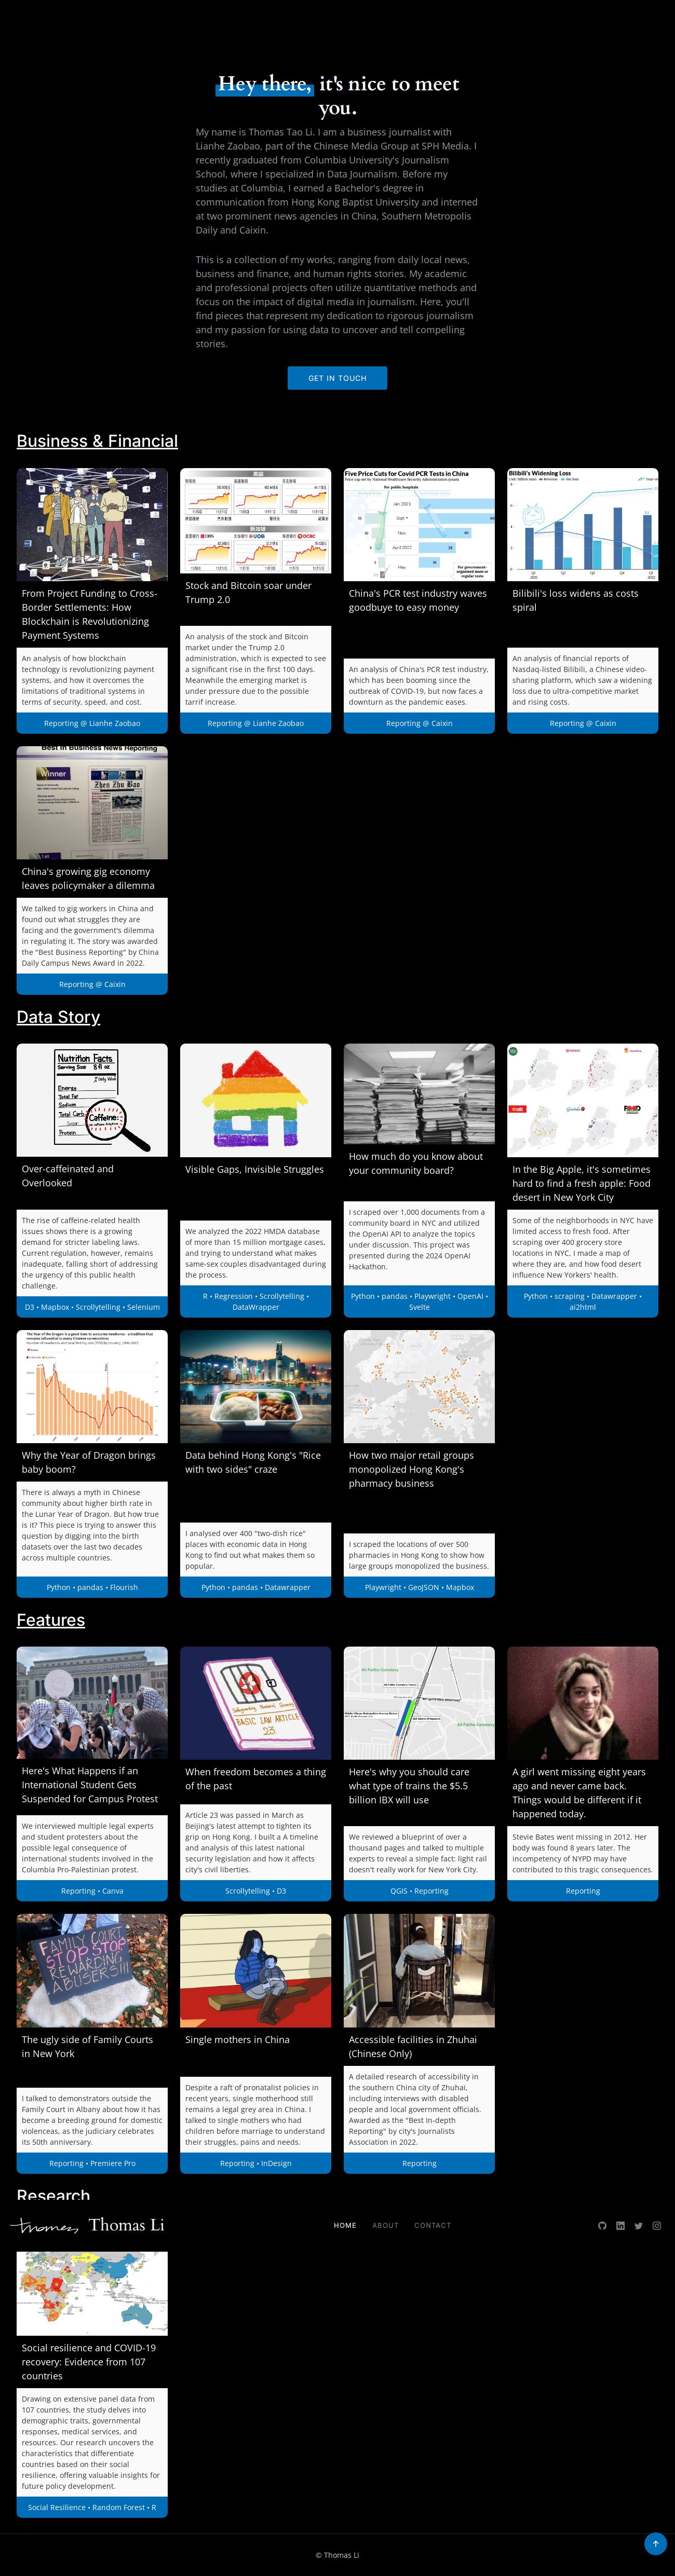 Hey there, it's nice to meet
you.
My name is Thomas Tao Li. I am a business journalist with
Lianhe Zaobao, part of the Chinese Media Group at SPH Media. I
recently graduated from Columbia University's Journalism
School, where I specialized in Data Journalism. Before my
studies at Columbia, I earned a Bachelor's degree in
communication from Hong Kong Baptist University and interned
at two prominent news agencies in China, Southern Metropolis
Daily and Caixin.
This is a collection of my works, ranging from daily local news,
business and finance, and human rights stories. My academic
and professional projects often utilize quantitative methods and
focus on the impact of digital media in journalism. Here, you'll
find pieces that represent my dedication to rigorous journalism
and my passion for using data to uncover and tell compelling
stories.
GET IN TOUCH
Business & Financial
From Project Funding to Cross-
Border Settlements: How
Blockchain is Revolutionizing
Payment Systems
An analysis of how blockchain
technology is revolutionizing payment
systems, and how it overcomes the
limitations of traditional systems in
terms of security, speed, and cost.
Reporting @ Lianhe Zaobao
Stock and Bitcoin soar under
Trump 2.0
An analysis of the stock and Bitcoin
market under the Trump 2.0
administration, which is expected to see
a significant rise in the first 100 days.
Meanwhile the emerging market is
under pressure due to the possible
tarrif increase.
Reporting @ Lianhe Zaobao
Five Price Cuts for Covid PCR Tests in China
Price cap set by National Healthcare Security Administration (yuan)
For public hospitals
Jan 2021
Sept.
Nov.
April 2022
May
For government-
organized mass or
regular tests
China's PCR test industry waves
goodbuye to easy money
An analysis of China's PCR test industry,
which has been booming since the
outbreak of COVID-19, but now faces a
downturn as the pandemic eases.
Reporting @ Caixin
Bilibili's Widening Loss
Bilibili's loss widens as costs
spiral
An analysis of financial reports of
Nasdaq-listed Bilibili, a Chinese video-
sharing platform, which saw a widening
loss due to ultra-competitive market
and rising costs.
Reporting @ Caixin
Best in Business News Reporting
Winner
Zhen Zhu Bao
China's growing gig economy
leaves policymaker a dilemma
We talked to gig workers in China and
found out what struggles they are
facing and the government's dilemma
in regulating it. The story was awarded
the "Best Business Reporting" by China
Daily Campus News Award in 2022.
Reporting @ Caixin
Data Story
Nutrition Facts
Serving Size 8 fl oz
Energy
Total Fat
Sodium
Total Carb
Protein
Caffeine:
Over-caffeinated and
Overlooked
The rise of caffeine-related health
issues shows there is a growing
demand for stricter labeling laws.
Current regulation, however, remains
inadequate, falling short of addressing
the urgency of this public health
challenge.
D3 • Mapbox • Scrollytelling • Selenium
Visible Gaps, Invisible Struggles
We analyzed the 2022 HMDA database
of more than 15 million mortgage cases,
and trying to understand what makes
same-sex couples disadvantaged during
the process.
R • Regression • Scrollytelling •
DataWrapper
How much do you know about
your community board?
I scraped over 1,000 documents from a
community board in NYC and utilized
the OpenAI API to analyze the topics
under discussion. This project was
presented during the 2024 OpenAI
Hackathon.
Python • pandas • Playwright • OpenAI •
Svelte
FOOD
In the Big Apple, it's sometimes
hard to find a fresh apple: Food
desert in New York City
Some of the neighborhoods in NYC have
limited access to fresh food. After
scraping over 400 grocery store
locations in NYC, I made a map of
where they are, and how food desert
influence New Yorkers' health.
Python • scraping • Datawrapper •
ai2html
Why the Year of Dragon brings
baby boom?
There is always a myth in Chinese
community about higher birth rate in
the Lunar Year of Dragon. But how true
is it? This piece is trying to answer this
question by digging into the birth
datasets over the last two decades
across multiple countries.
Python • pandas • Flourish
Data behind Hong Kong's "Rice
with two sides" craze
I analysed over 400 "two-dish rice"
places with economic data in Hong
Kong to find out what makes them so
popular.
Python • pandas • Datawrapper
How two major retail groups
monopolized Hong Kong's
pharmacy business
I scraped the locations of over 500
pharmacies in Hong Kong to show how
large groups monopolized the business.
Playwright • GeoJSON • Mapbox
Features
Here's What Happens if an
International Student Gets
Suspended for Campus Protest
We interviewed multiple legal experts
and student protesters about the
possible legal consequence of
international students involved in the
Columbia Pro-Palestinian protest.
Reporting • Canva
BASIC LAW ARTICLE
23
When freedom becomes a thing
of the past
Article 23 was passed in March as
Beijing's latest attempt to tighten its
grip on Hong Kong. I built a A timeline
and analysis of this latest national
security legislation and how it affects
city's civil liberties.
Scrollytelling • D3
Here's why you should care
what type of trains the $5.5
billion IBX will use
We reviewed a blueprint of over a
thousand pages and talked to multiple
experts to reveal a simple fact: light rail
doesn't really work for New York City.
QGIS • Reporting
A girl went missing eight years
ago and never came back.
Things would be different if it
happened today.
Stevie Bates went missing in 2012. Her
body was found 8 years later. The
incompetency of NYPD may have
contributed to this tragic consequences.
Reporting
FAMILY COURT
STOP STOP
REWARDING
ABUSERS!!!
The ugly side of Family Courts
in New York
I talked to demonstrators outside the
Family Court in Albany about how it has
become a breeding ground for domestic
violenceas, as the judiciary celebrates
its 50th anniversary.
Reporting • Premiere Pro
Single mothers in China
Despite a raft of pronatalist policies in
recent years, single motherhood still
remains a legal grey area in China. I
talked to single mothers who had
children before marriage to understand
their struggles, pains and needs.
Reporting • InDesign
Accessible facilities in Zhuhai
(Chinese Only)
A detailed research of accessibility in
the southern China city of Zhuhai,
including interviews with disabled
people and local government officials.
Awarded as the "Best In-depth
Reporting" by city's Journalists
Association in 2022.
Reporting
Research
Thomas Thomas Li
HOME ABOUT CONTACT
Social resilience and COVID-19
recovery: Evidence from 107
countries
Drawing on extensive panel data from
107 countries, the study delves into
demographic traits, governmental
responses, medical services, and
resources. Our research uncovers the
characteristics that differentiate
countries based on their social
resilience, offering valuable insights for
future policy development.
Social Resilience • Random Forest • R
© Thomas Li